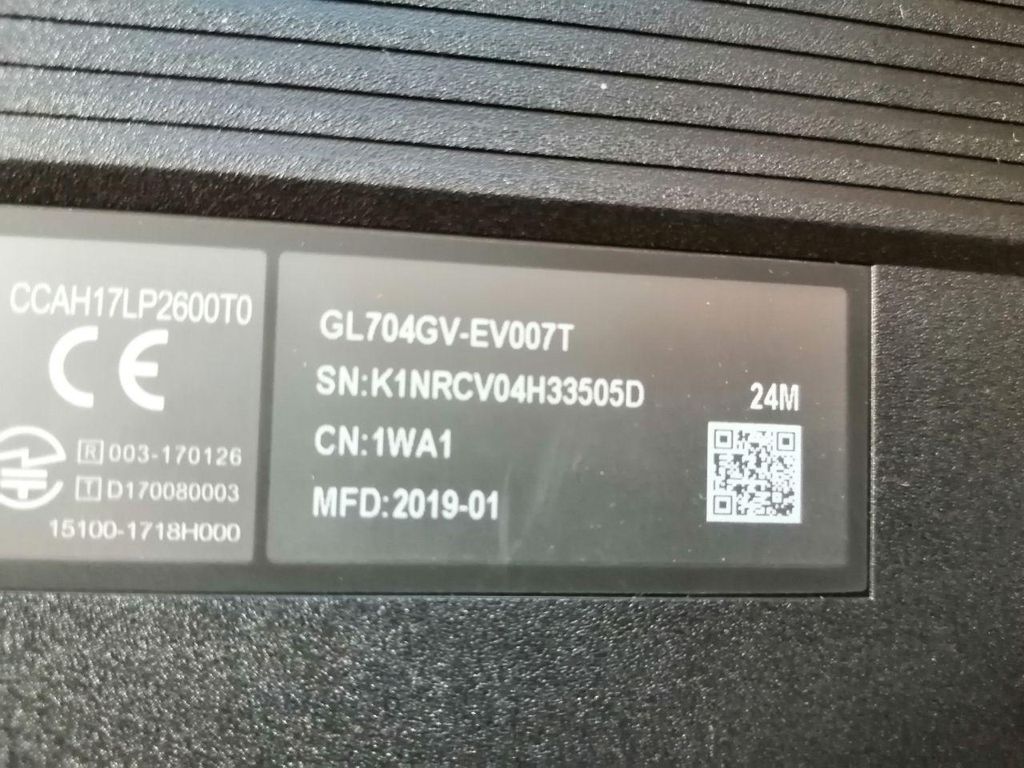 CCAH17LP2600T0
CE
R 003-170126
T D170080003
15100-1718H000
GL704GV-EV007T
SN:K1NRCV04H33505D
24M
CN:1WA1
MFD:2019-01